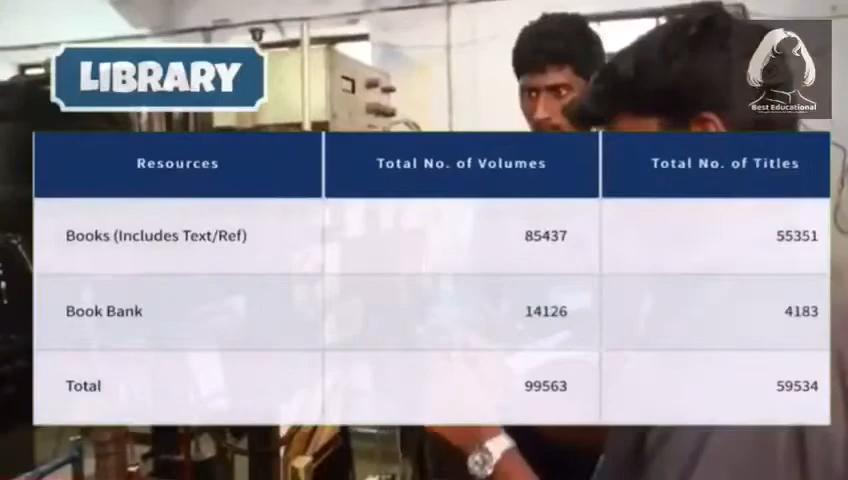 LIBRARY
Best Educational
Resources Total No. of Volumes Total No. of Titles
Books (Includes Text/Ref) 85437 55351
Book Bank 14126 4183
Total 99563 59534